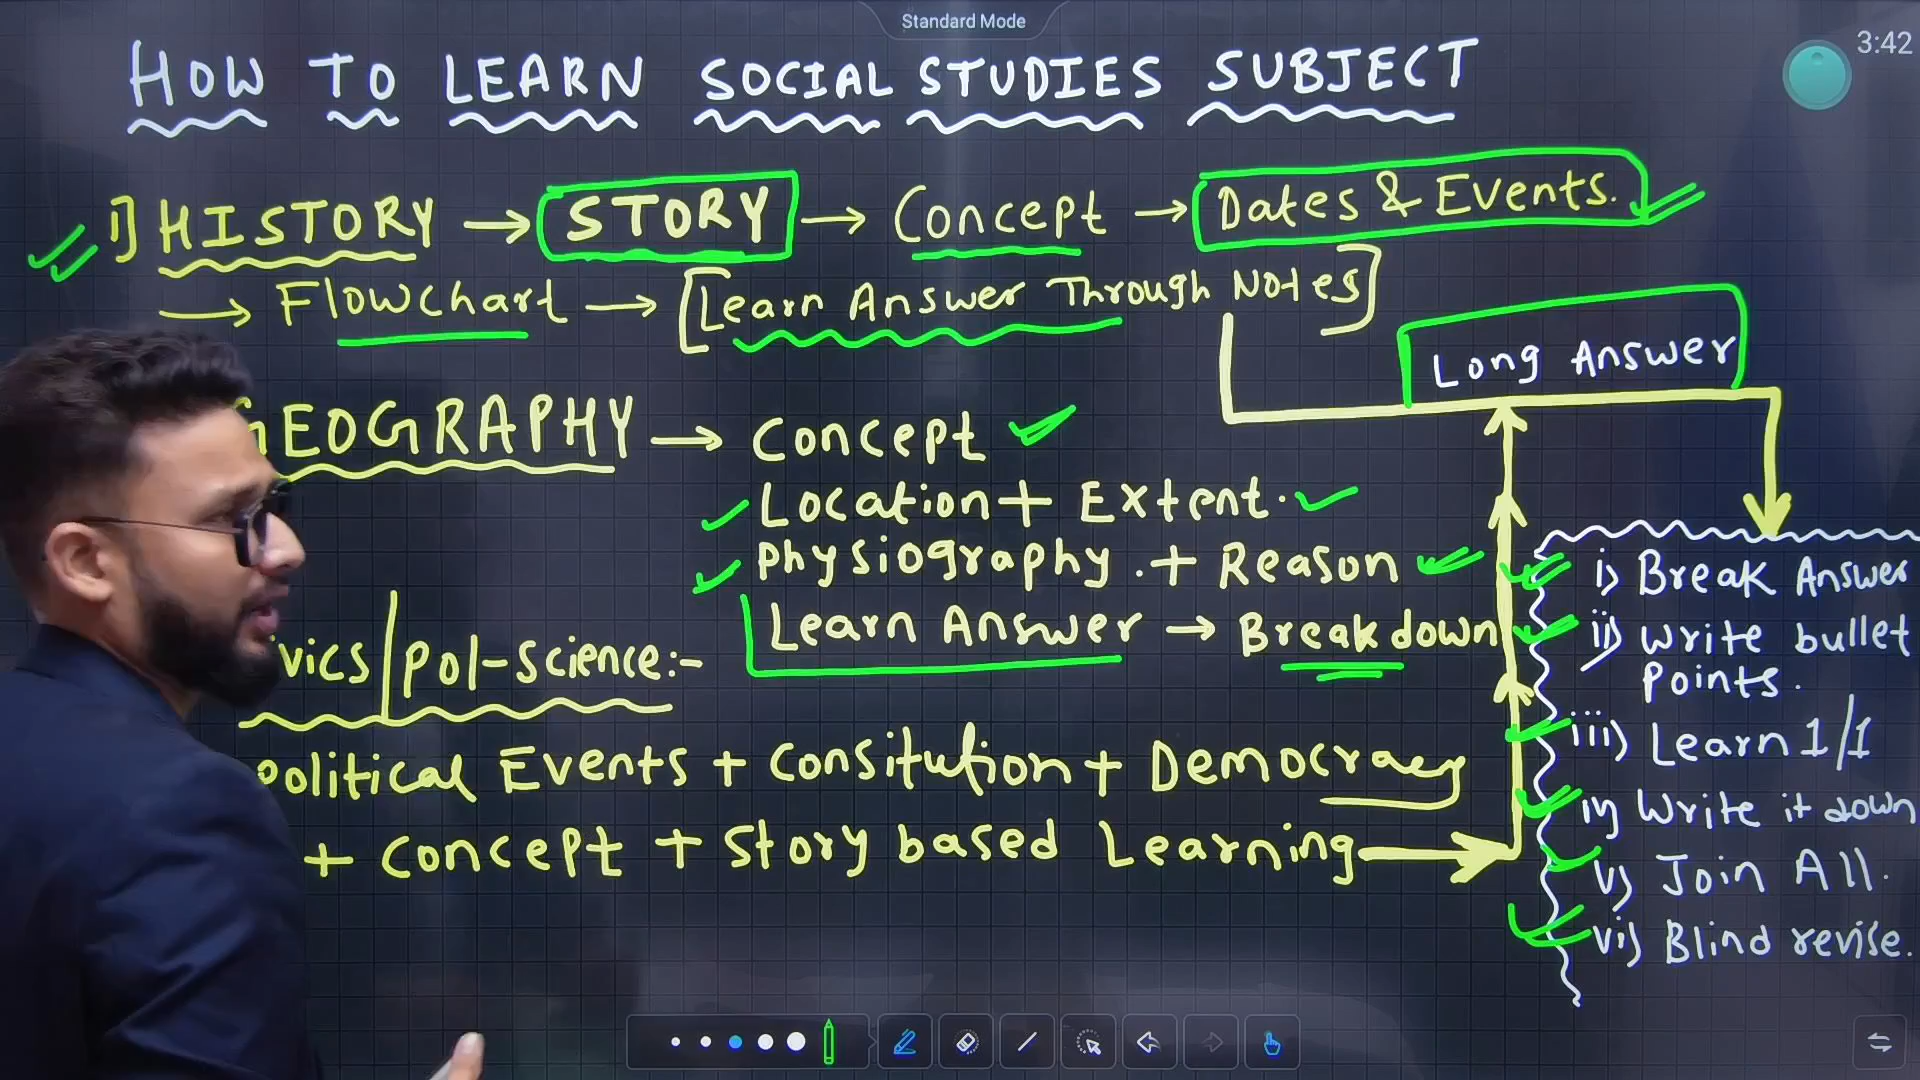 Standard Mode
3:42
HOW TO LEARN SOCIAL STUDIES SUBJECT
1] HISTORY → STORY → Concept → Dates & Events.
→ Flowchart → [Learn Answer Through Notes]
Long Answer
GEOGRAPHY → Concept
Location + Extent.
Physiography . + Reason
Learn Answer → Breakdown
vics/pol-science:-
political Events + Consitution + Democracy
+ Concept + Story based Learning
i) Break Answer
ii) Write bullet
Points.
iii) Learn 1/1
iv) Write it down
v) Join All.
vi) Blind revise.